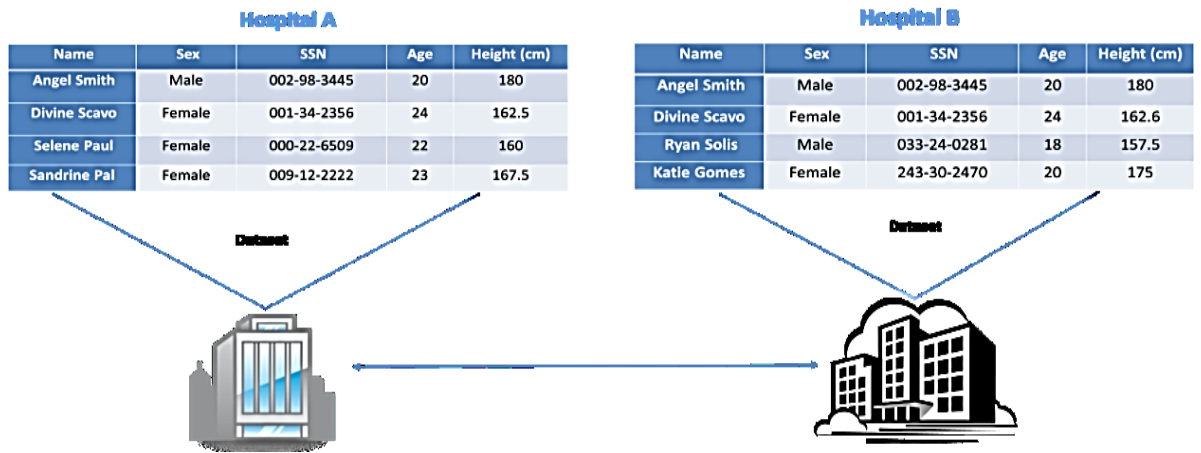 Hospital A
Name Sex SSN Age Height (cm)
Angel Smith Male 002-98-3445 20 180
Divine Scavo Female 001-34-2356 24 162.5
Selene Paul Female 000-22-6509 22 160
Sandrine Pal Female 009-12-2222 23 167.5
Dataset
Hospital B
Name Sex SSN Age Height (cm)
Angel Smith Male 002-98-3445 20 180
Divine Scavo Female 001-34-2356 24 162.6
Ryan Solis Male 033-24-0281 18 157.5
Katie Gomes Female 243-30-2470 20 175
Dataset